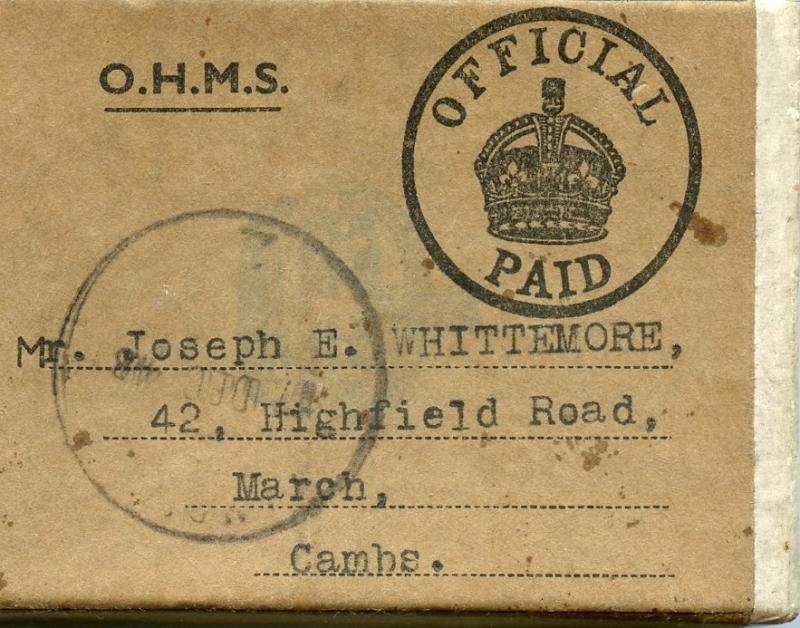 O.H.M.S.
OFFICIAL
PAID
Mr. Joseph E. WHITTEMORE,
42, Highfield Road,
March,
Cambs.